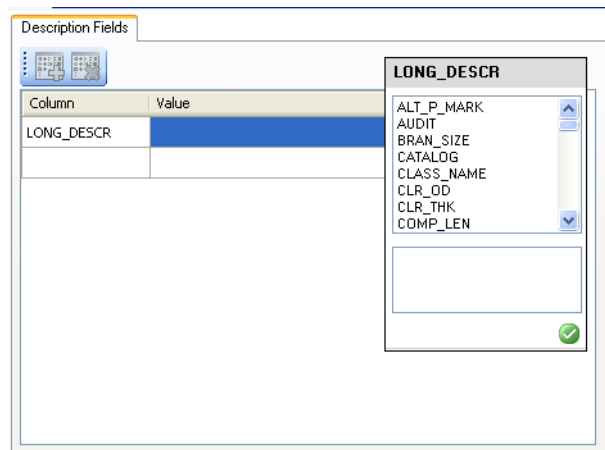 Description Fields
LONG_DESCR
Column Value
ALT_P_MARK
AUDIT
LONG_DESCR
BRAN_SIZE
CATALOG
CLASS_NAME
CLR_OD
CLR_THK
COMP_LEN